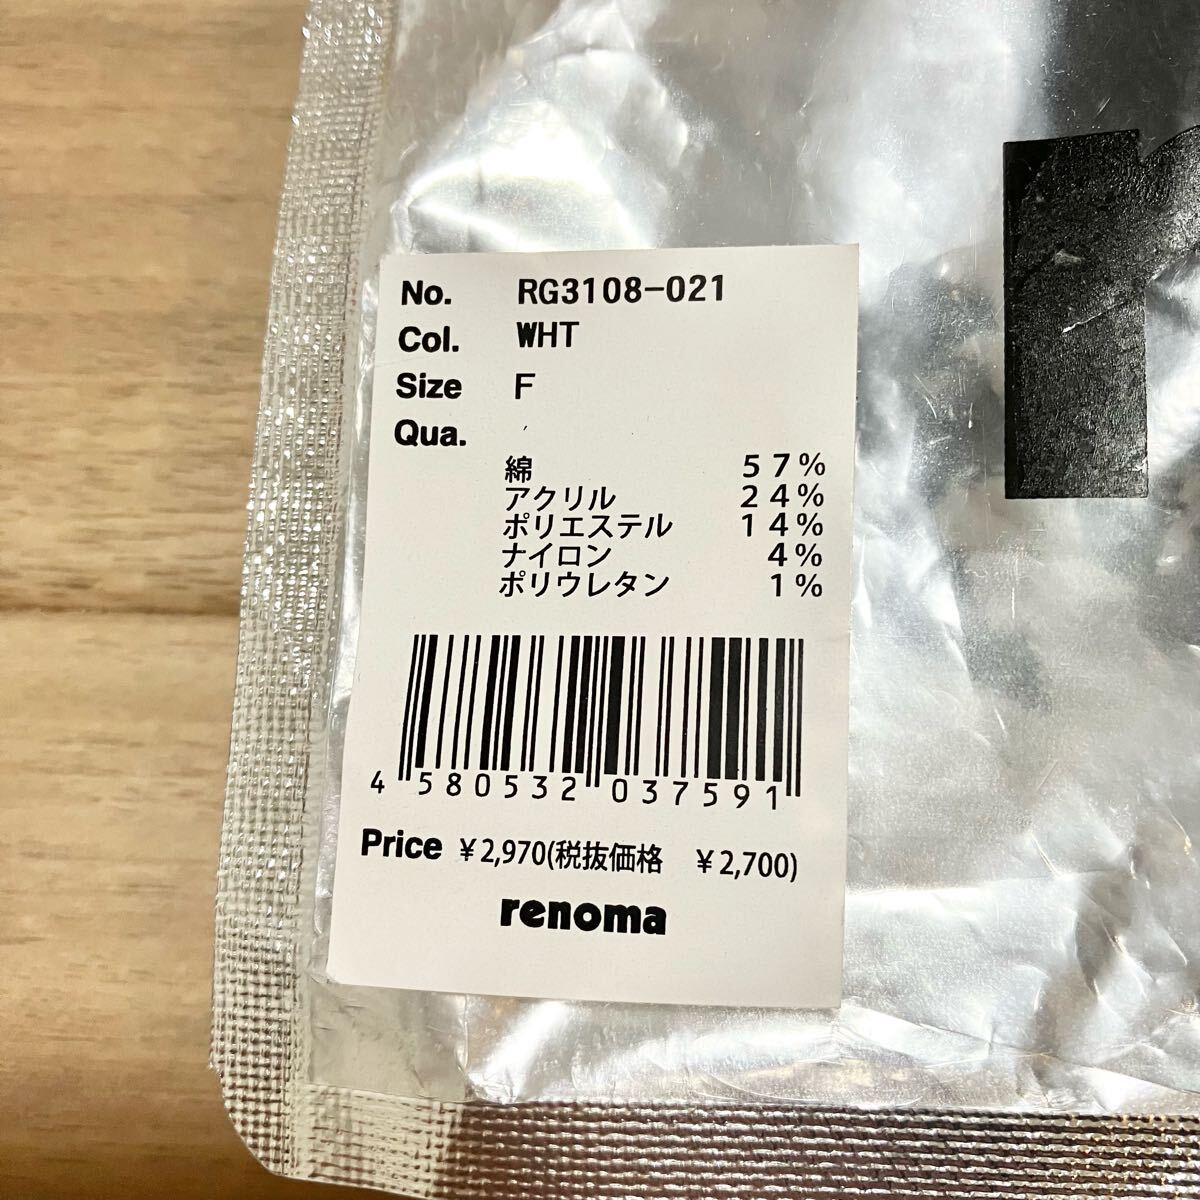 No. RG3108-021
Col. WHT
Size F
Qua.
綿 57%
アクリル 24%
ポリエステル 14%
ナイロン 4%
ポリウレタン 1%
4 580532 037591
Price ¥2,970(税抜価格 ¥2,700)
renoma